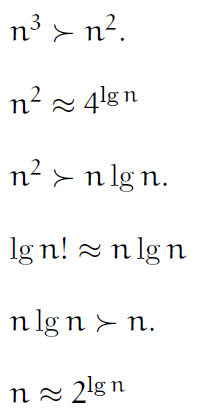 n³ ≻ n².
n² ≈ 4^{lg n}
n² ≻ n lg n.
lg n! ≈ n lg n
n lg n ≻ n.
n ≈ 2^{lg n}